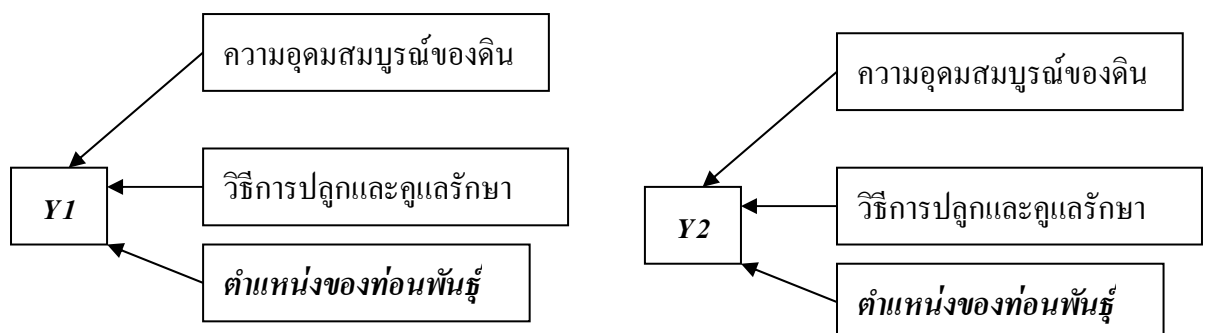 ความอุดมสมบูรณ์ของดิน
Y1
วิธีการปลูกและดูแลรักษา
ตำแหน่งของท่อนพันธุ์
ความอุดมสมบูรณ์ของดิน
Y2
วิธีการปลูกและดูแลรักษา
ตำแหน่งของท่อนพันธุ์